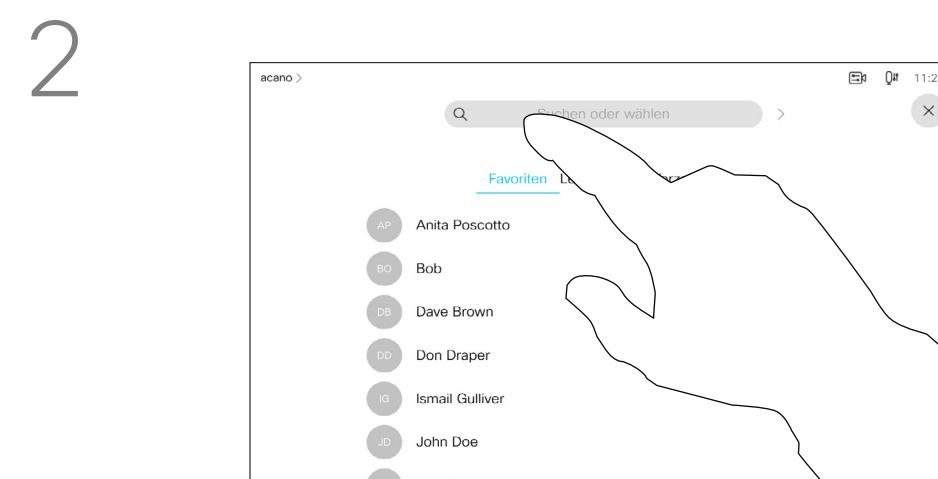 2
acano >
11:2
Suchen oder wählen
Favoriten
AP Anita Poscotto
BO Bob
DB Dave Brown
DD Don Draper
IG Ismail Gulliver
JD John Doe